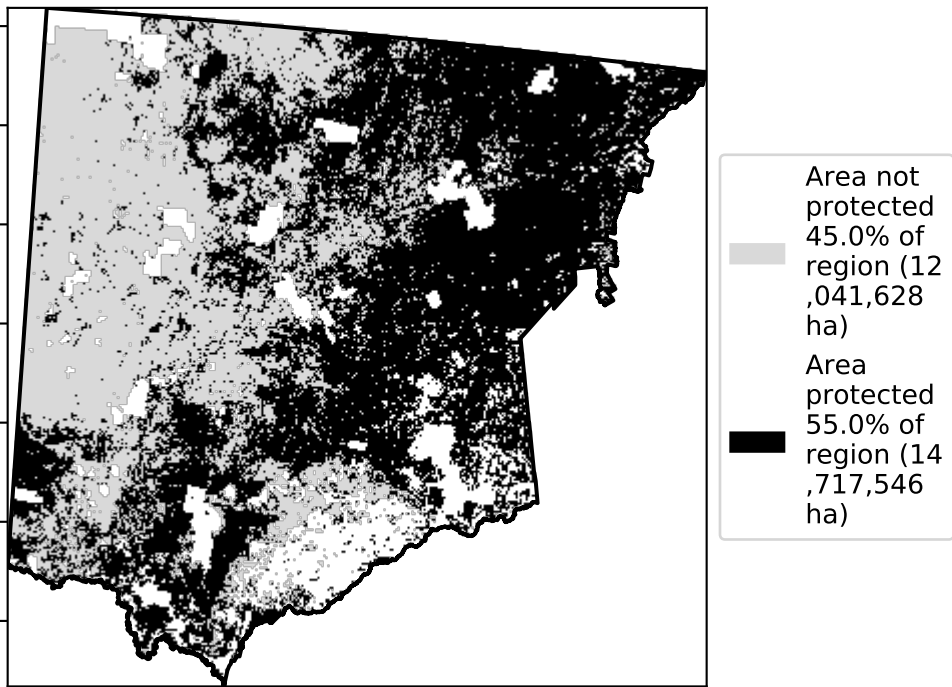 Area not
protected
45.0% of
region (12
,041,628
ha)
Area
protected
55.0% of
region (14
,717,546
ha)